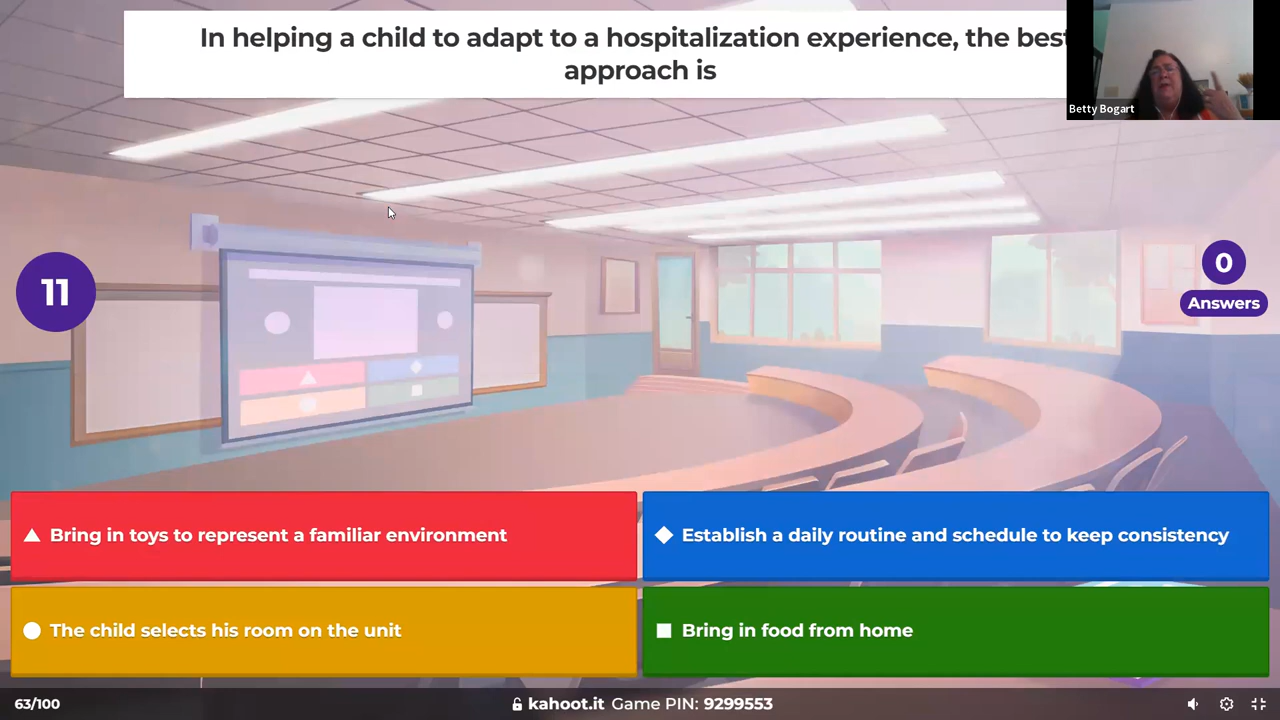 In helping a child to adapt to a hospitalization experience, the best
approach is
Betty Bogart
11
0
Answers
Bring in toys to represent a familiar environment
Establish a daily routine and schedule to keep consistency
The child selects his room on the unit
Bring in food from home
63/100
kahoot.it Game PIN: 9299553